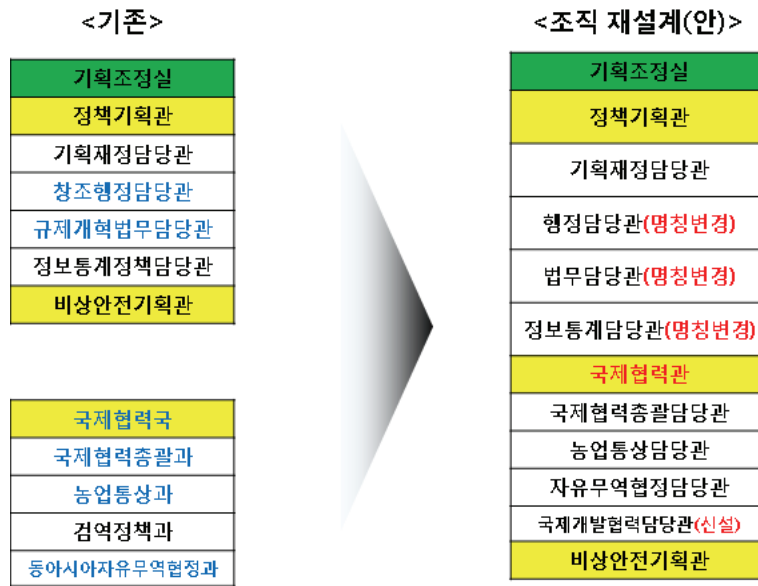 <기존>
기획조정실
정책기획관
기획재정담당관
창조행정담당관
규제개혁법무담당관
정보통계정책담당관
비상안전기획관
국제협력국
국제협력총괄과
농업통상과
검역정책과
동아시아자유무역협정과
<조직 재설계(안)>
기획조정실
정책기획관
기획재정담당관
행정담당관(명칭변경)
법무담당관(명칭변경)
정보통계담당관(명칭변경)
국제협력관
국제협력총괄담당관
농업통상담당관
자유무역협정담당관
국제개발협력담당관(신설)
비상안전기획관